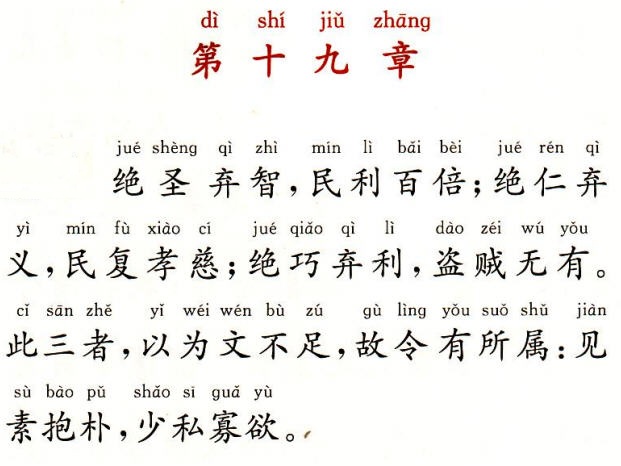 dì shí jiǔ zhāng
第十九章
jué shèng qì zhì mín lì bǎi bèi jué rén qì
绝圣弃智，民利百倍；绝仁弃
yì mín fù xiào cí jué qiǎo qì lì dào zéi wú yǒu
义，民复孝慈；绝巧弃利，盗贼无有。
cǐ sān zhě yǐ wéi wén bù zú gù lìng yǒu suǒ shǔ jiàn
此三者，以为文不足，故令有所属：见
sù bào pǔ shǎo sī guǎ yù
素抱朴，少私寡欲。